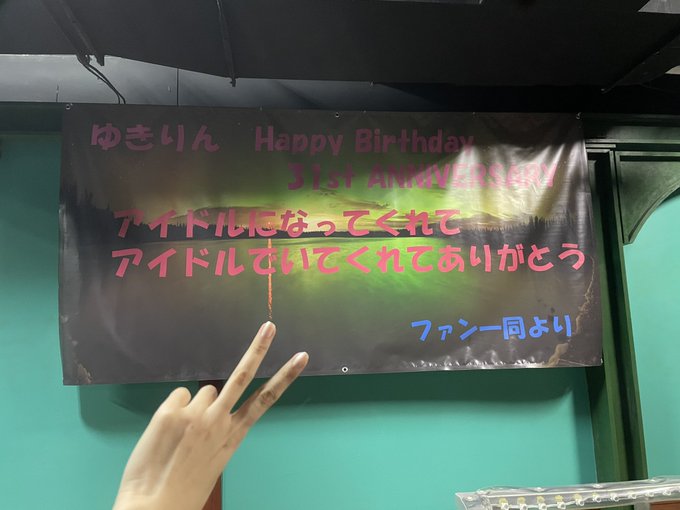 ゆきりん Happy Birthday
31st ANNIVERSARY
アイドルになってくれて
アイドルでいてくれてありがとう
ファン一同より